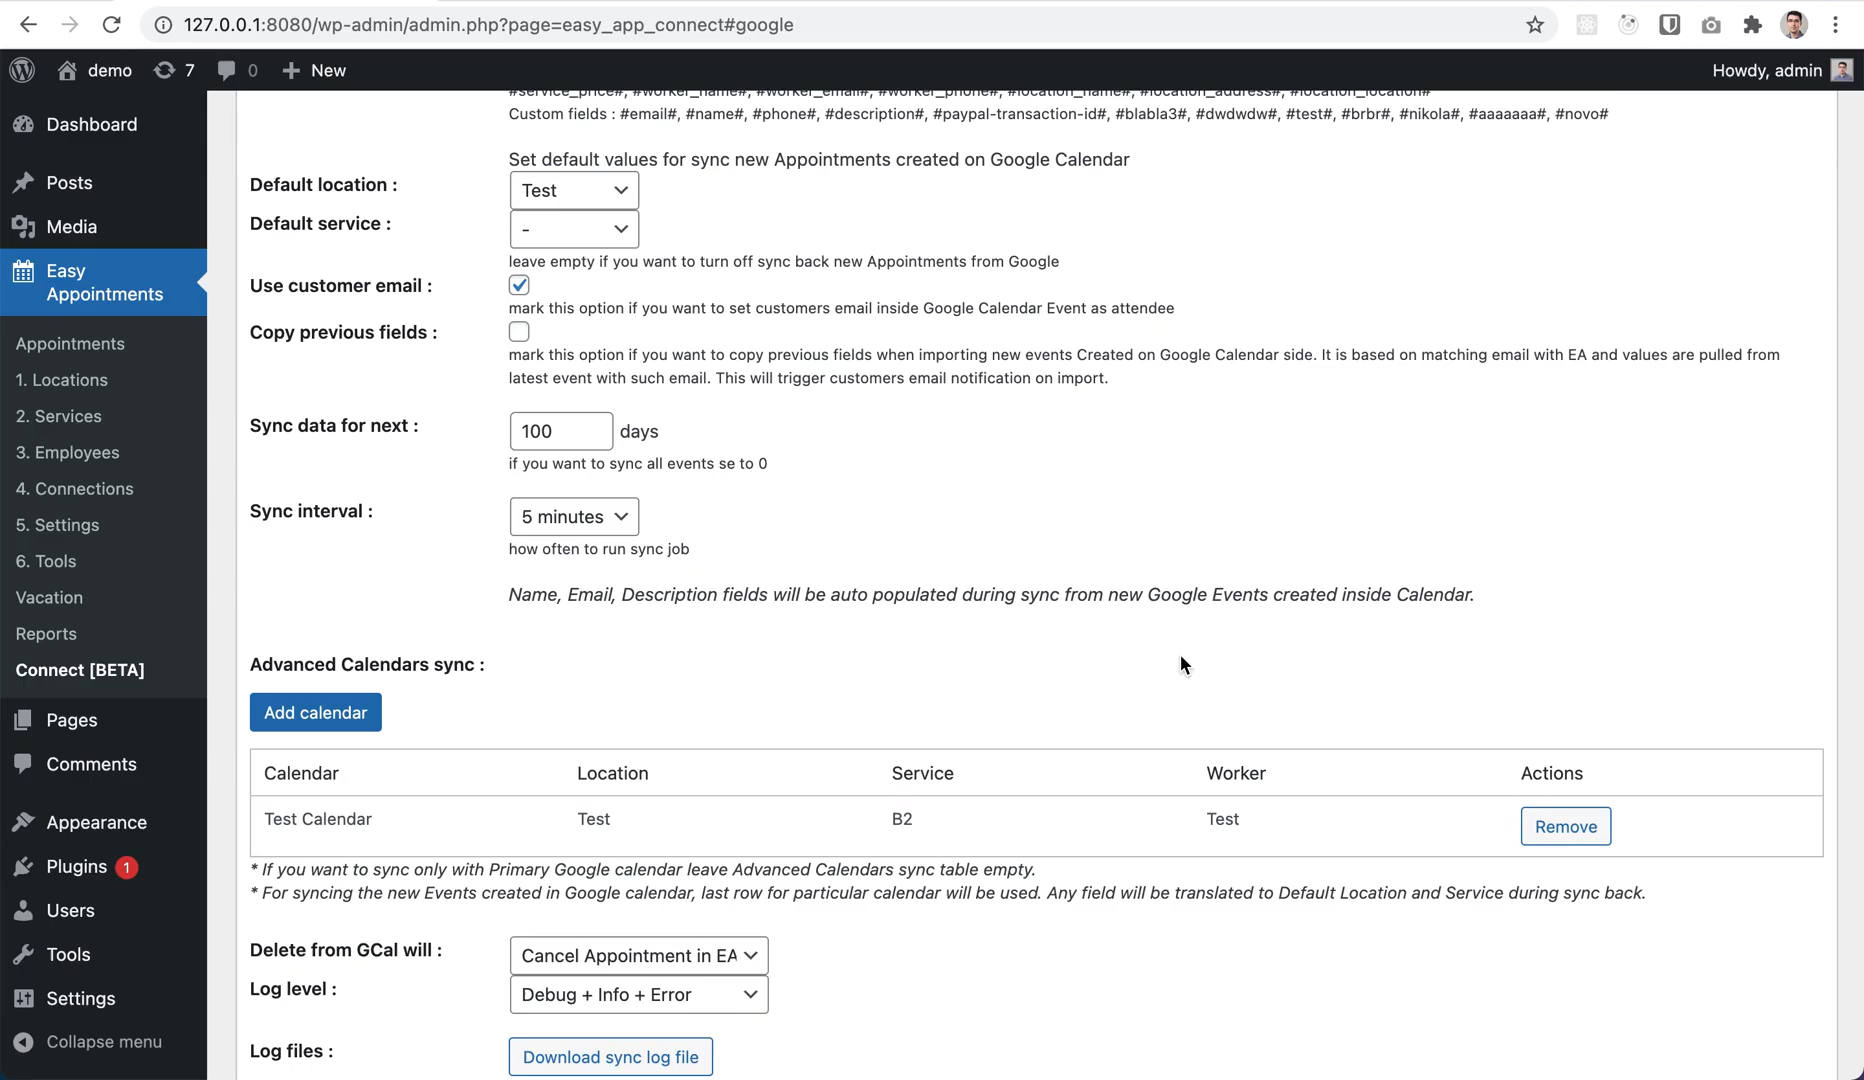 127.0.0.1:8080/wp-admin/admin.php?page=easy_app_connect#google
demo
7
0
New
Howdy, admin
Dashboard
Posts
Media
Easy
Appointments
Appointments
1. Locations
2. Services
3. Employees
4. Connections
5. Settings
6. Tools
Vacation
Reports
Connect [BETA]
Pages
Comments
Appearance
Plugins 1
Users
Tools
Settings
Collapse menu
#service_price#, #worker_name#, #worker_email#, #worker_phone#, #location_name#, #location_address#, #location_location#
Custom fields : #email#, #name#, #phone#, #description#, #paypal-transaction-id#, #blabla3#, #dwdwdw#, #test#, #brbr#, #nikola#, #aaaaaaa#, #novo#
Set default values for sync new Appointments created on Google Calendar
Default location :
Test
Default service :
-
leave empty if you want to turn off sync back new Appointments from Google
Use customer email :
mark this option if you want to set customers email inside Google Calendar Event as attendee
Copy previous fields :
mark this option if you want to copy previous fields when importing new events Created on Google Calendar side. It is based on matching email with EA and values are pulled from
latest event with such email. This will trigger customers email notification on import.
Sync data for next :
100 days
if you want to sync all events se to 0
Sync interval :
5 minutes
how often to run sync job
Name, Email, Description fields will be auto populated during sync from new Google Events created inside Calendar.
Advanced Calendars sync :
Add calendar
Calendar Location Service Worker Actions
Test Calendar Test B2 Test Remove
* If you want to sync only with Primary Google calendar leave Advanced Calendars sync table empty.
* For syncing the new Events created in Google calendar, last row for particular calendar will be used. Any field will be translated to Default Location and Service during sync back.
Delete from GCal will :
Cancel Appointment in EA
Log level :
Debug + Info + Error
Log files :
Download sync log file